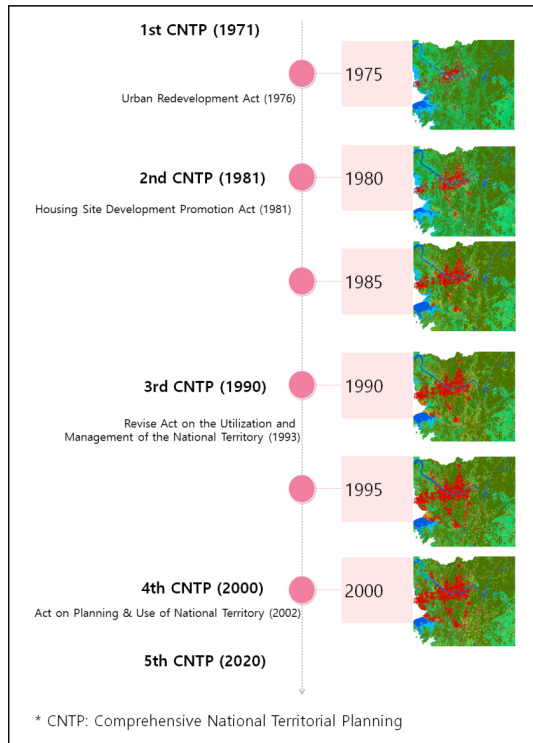 1st CNTP (1971)
1975
Urban Redevelopment Act (1976)
2nd CNTP (1981)
1980
Housing Site Development Promotion Act (1981)
1985
3rd CNTP (1990)
1990
Revise Act on the Utilization and
Management of the National Territory (1993)
1995
4th CNTP (2000)
2000
Act on Planning & Use of National Territory (2002)
5th CNTP (2020)
* CNTP: Comprehensive National Territorial Planning